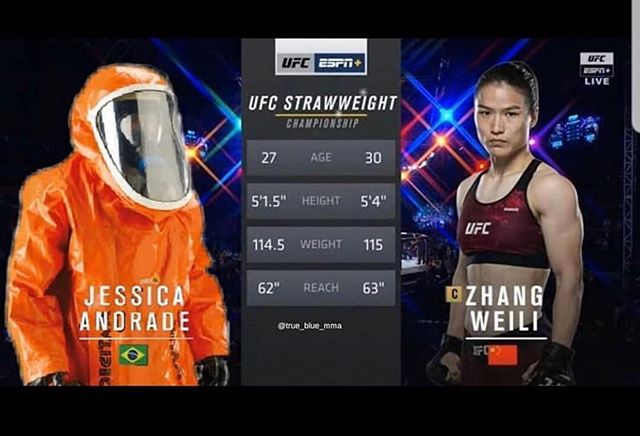 UFC ESPN+
UFC STRAWWEIGHT
CHAMPIONSHIP
27 AGE 30
5'1.5" HEIGHT 5'4"
114.5 WEIGHT 115
62" REACH 63"
@true_blue_mma
JESSICA
ANDRADE
UFC
ESPN+
LIVE
UFC
C ZHANG
WEILI
UFC